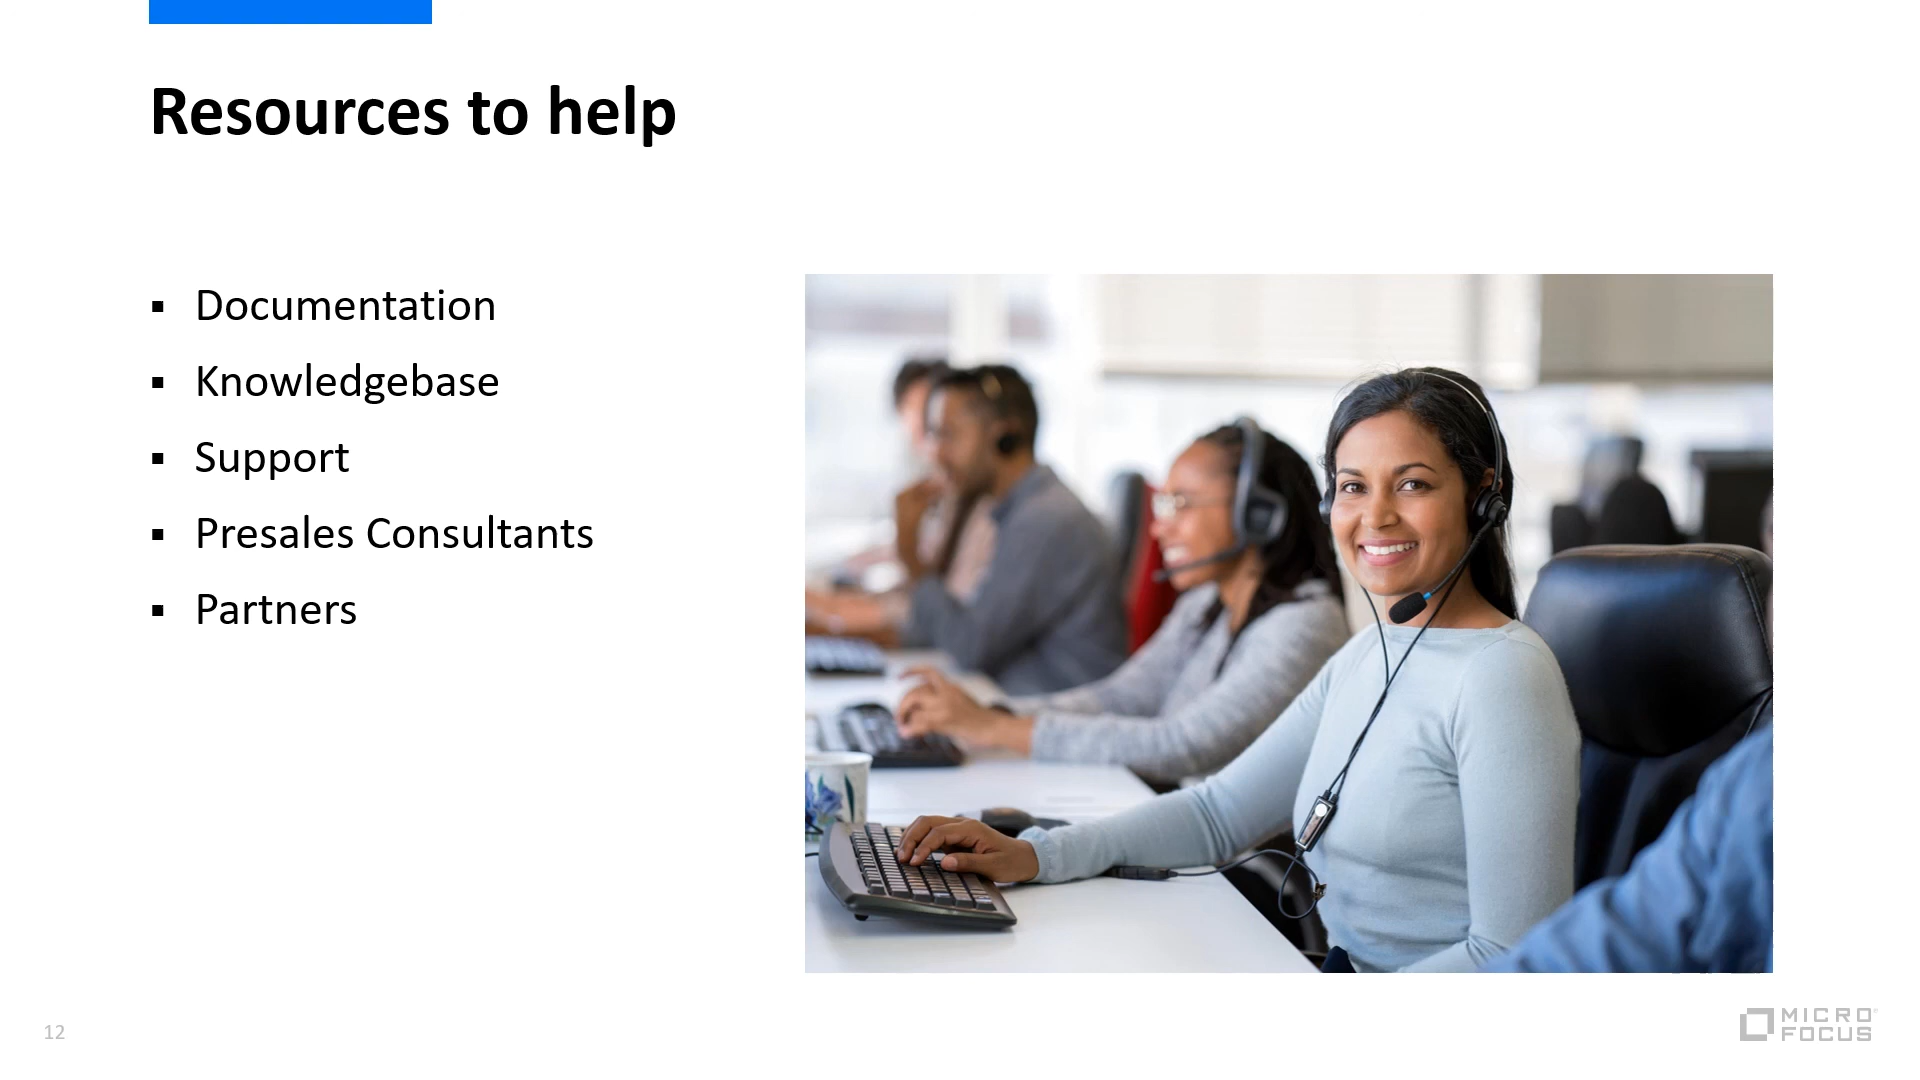 Resources to help
▪ Documentation
▪ Knowledgebase
▪ Support
▪ Presales Consultants
▪ Partners
12
MICRO
FOCUS